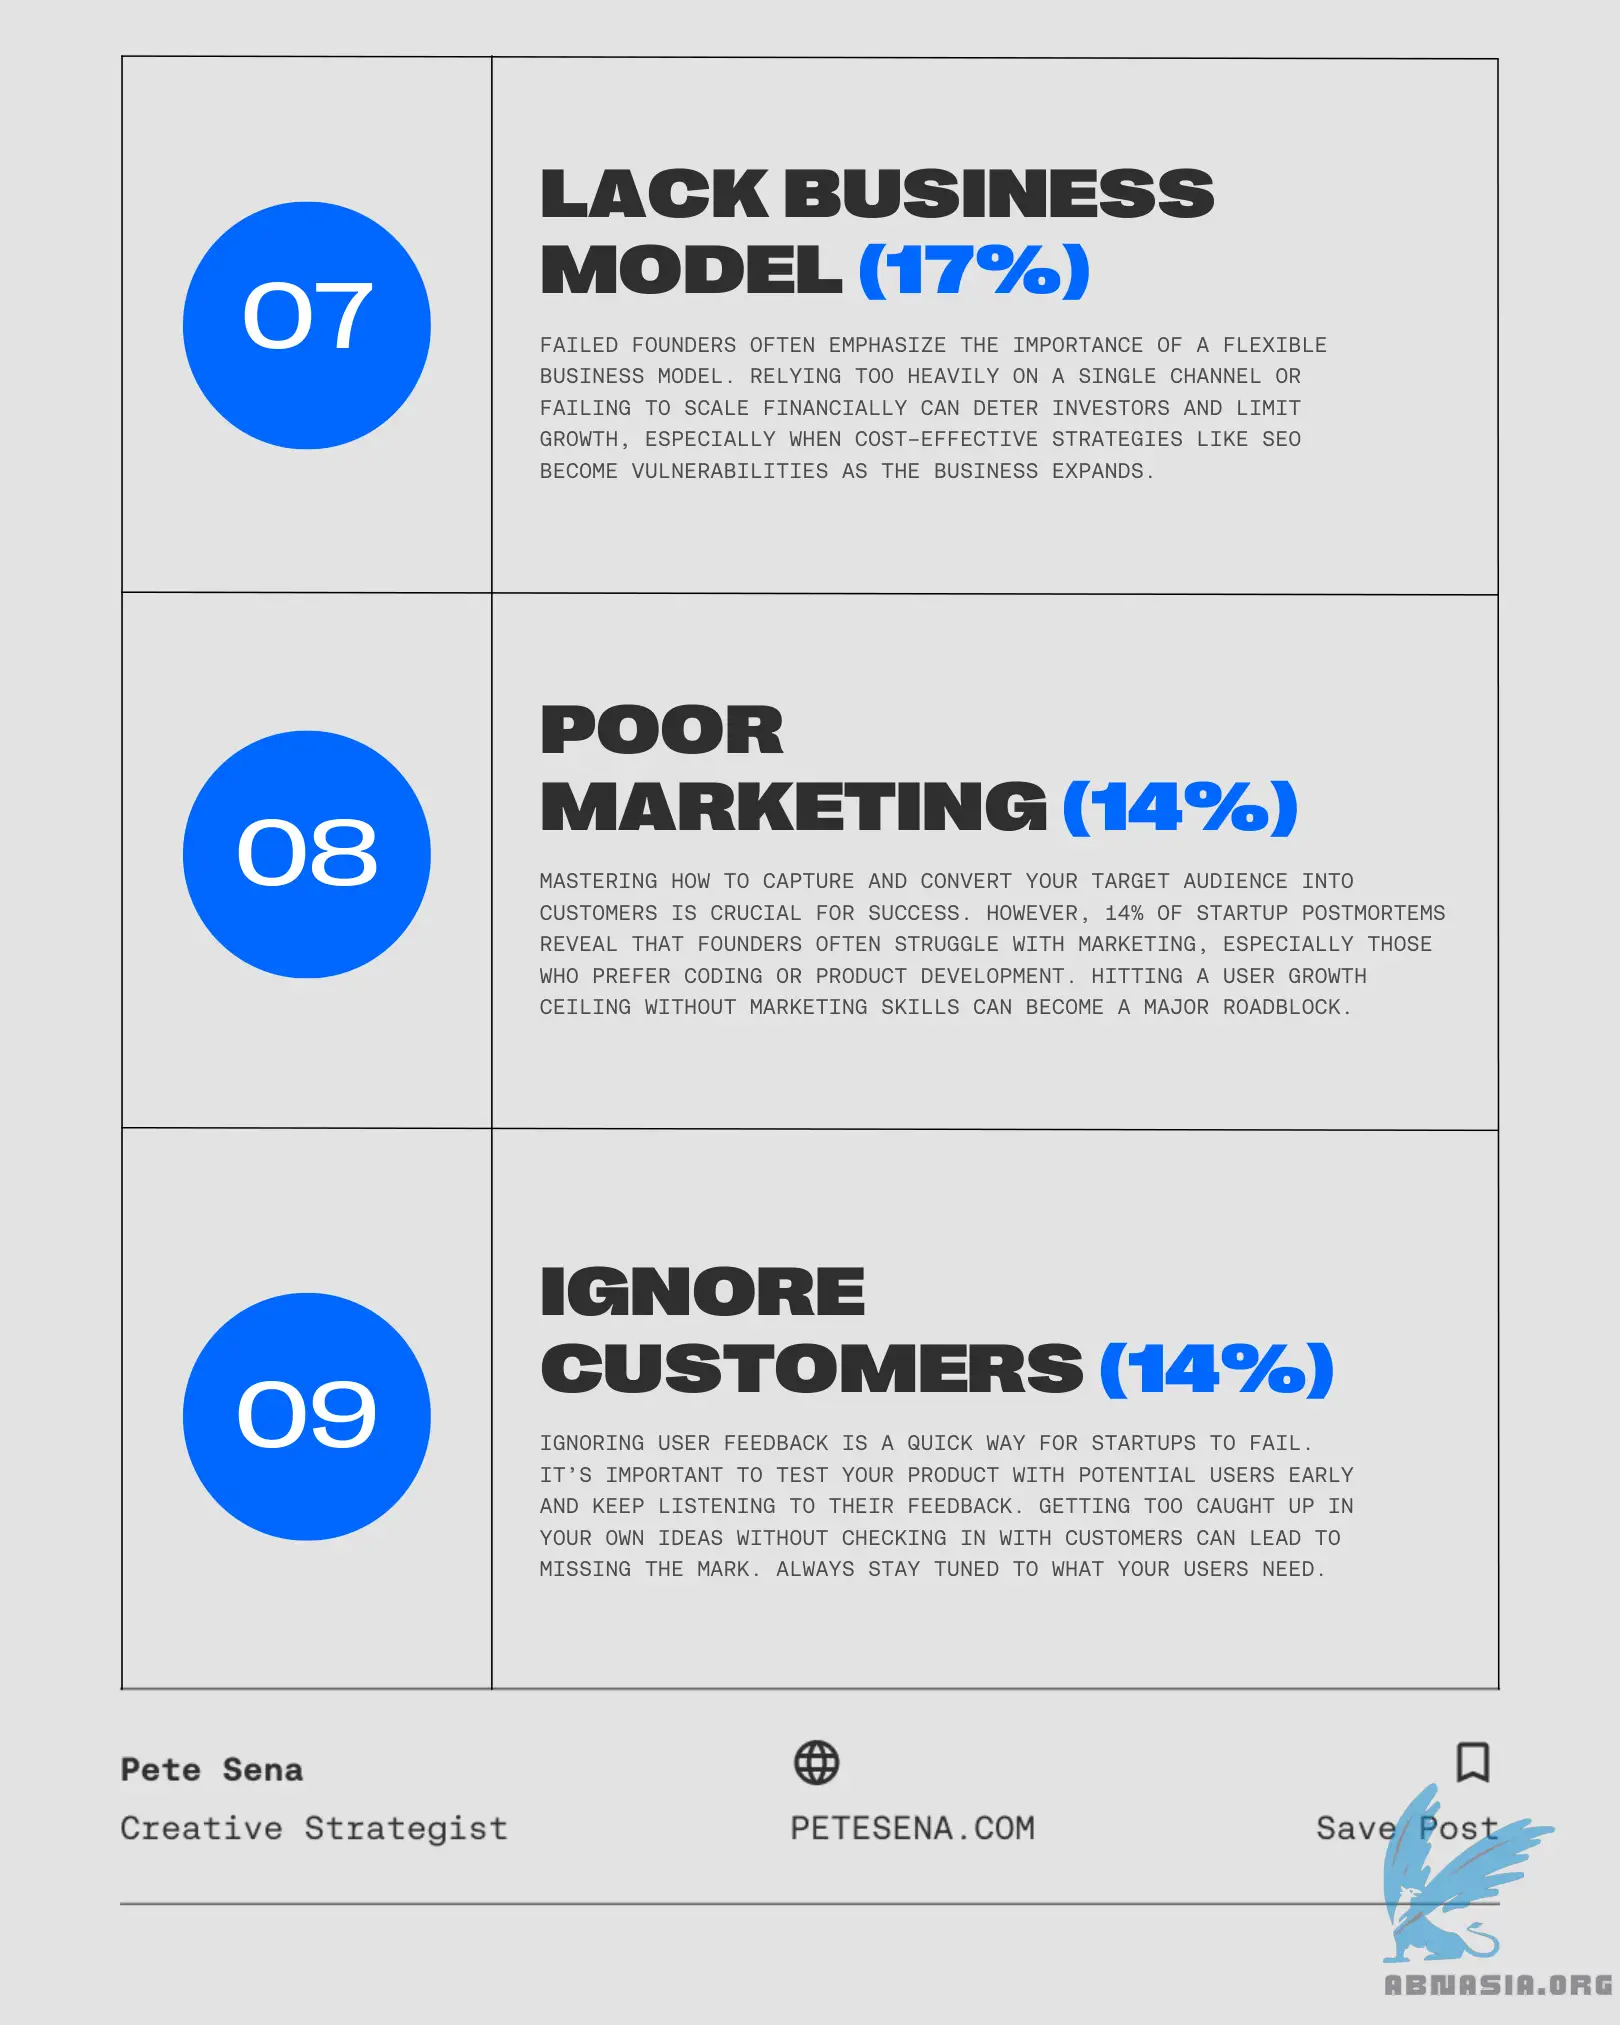 07
LACK BUSINESS
MODEL (17%)
FAILED FOUNDERS OFTEN EMPHASIZE THE IMPORTANCE OF A FLEXIBLE
BUSINESS MODEL. RELYING TOO HEAVILY ON A SINGLE CHANNEL OR
FAILING TO SCALE FINANCIALLY CAN DETER INVESTORS AND LIMIT
GROWTH, ESPECIALLY WHEN COST-EFFECTIVE STRATEGIES LIKE SEO
BECOME VULNERABILITIES AS THE BUSINESS EXPANDS.
08
POOR
MARKETING (14%)
MASTERING HOW TO CAPTURE AND CONVERT YOUR TARGET AUDIENCE INTO
CUSTOMERS IS CRUCIAL FOR SUCCESS. HOWEVER, 14% OF STARTUP POSTMORTEMS
REVEAL THAT FOUNDERS OFTEN STRUGGLE WITH MARKETING, ESPECIALLY THOSE
WHO PREFER CODING OR PRODUCT DEVELOPMENT. HITTING A USER GROWTH
CEILING WITHOUT MARKETING SKILLS CAN BECOME A MAJOR ROADBLOCK.
09
IGNORE
CUSTOMERS (14%)
IGNORING USER FEEDBACK IS A QUICK WAY FOR STARTUPS TO FAIL.
IT’S IMPORTANT TO TEST YOUR PRODUCT WITH POTENTIAL USERS EARLY
AND KEEP LISTENING TO THEIR FEEDBACK. GETTING TOO CAUGHT UP IN
YOUR OWN IDEAS WITHOUT CHECKING IN WITH CUSTOMERS CAN LEAD TO
MISSING THE MARK. ALWAYS STAY TUNED TO WHAT YOUR USERS NEED.
Pete Sena
Creative Strategist
PETESENA.COM
Save Post
ABNASIA.ORG